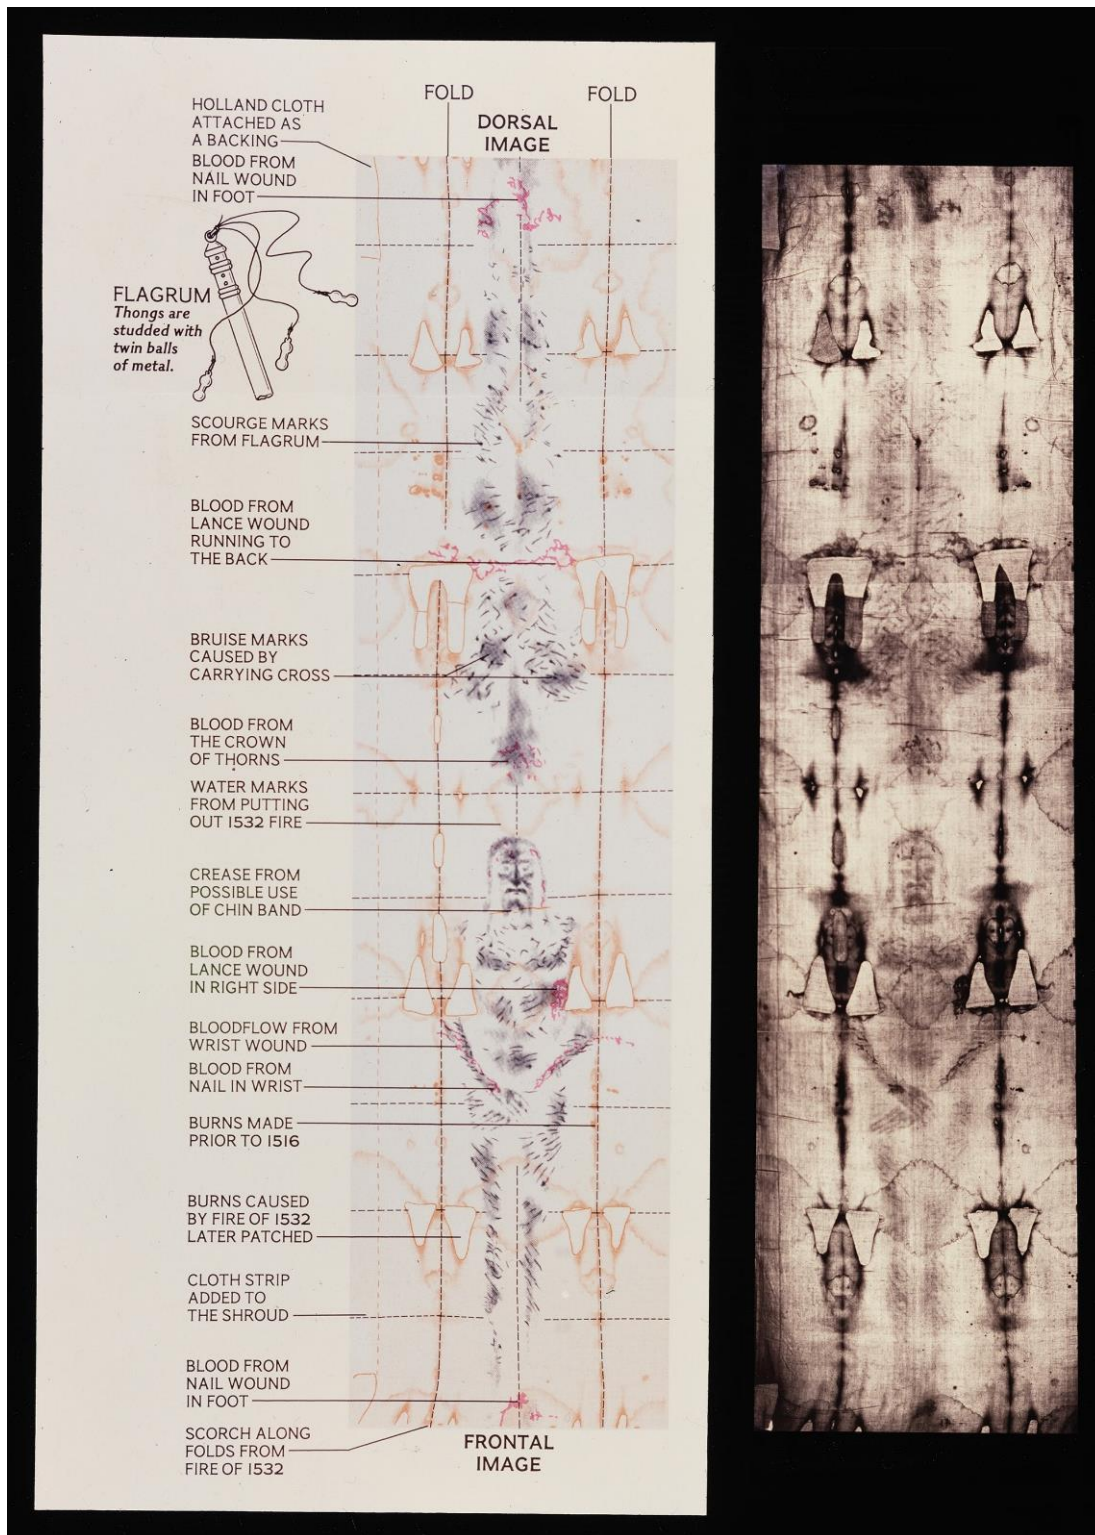 FOLD
FOLD
DORSAL
IMAGE
HOLLAND CLOTH
ATTACHED AS
A BACKING
BLOOD FROM
NAIL WOUND
IN FOOT
FLAGRUM
Thongs are
studded with
twin balls
of metal.
SCOURGE MARKS
FROM FLAGRUM
BLOOD FROM
LANCE WOUND
RUNNING TO
THE BACK
BRUISE MARKS
CAUSED BY
CARRYING CROSS
BLOOD FROM
THE CROWN
OF THORNS
WATER MARKS
FROM PUTTING
OUT 1532 FIRE
CREASE FROM
POSSIBLE USE
OF CHIN BAND
BLOOD FROM
LANCE WOUND
IN RIGHT SIDE
BLOODFLOW FROM
WRIST WOUND
BLOOD FROM
NAIL IN WRIST
BURNS MADE
PRIOR TO 1516
BURNS CAUSED
BY FIRE OF 1532
LATER PATCHED
CLOTH STRIP
ADDED TO
THE SHROUD
BLOOD FROM
NAIL WOUND
IN FOOT
SCORCH ALONG
FOLDS FROM
FIRE OF 1532
FRONTAL
IMAGE